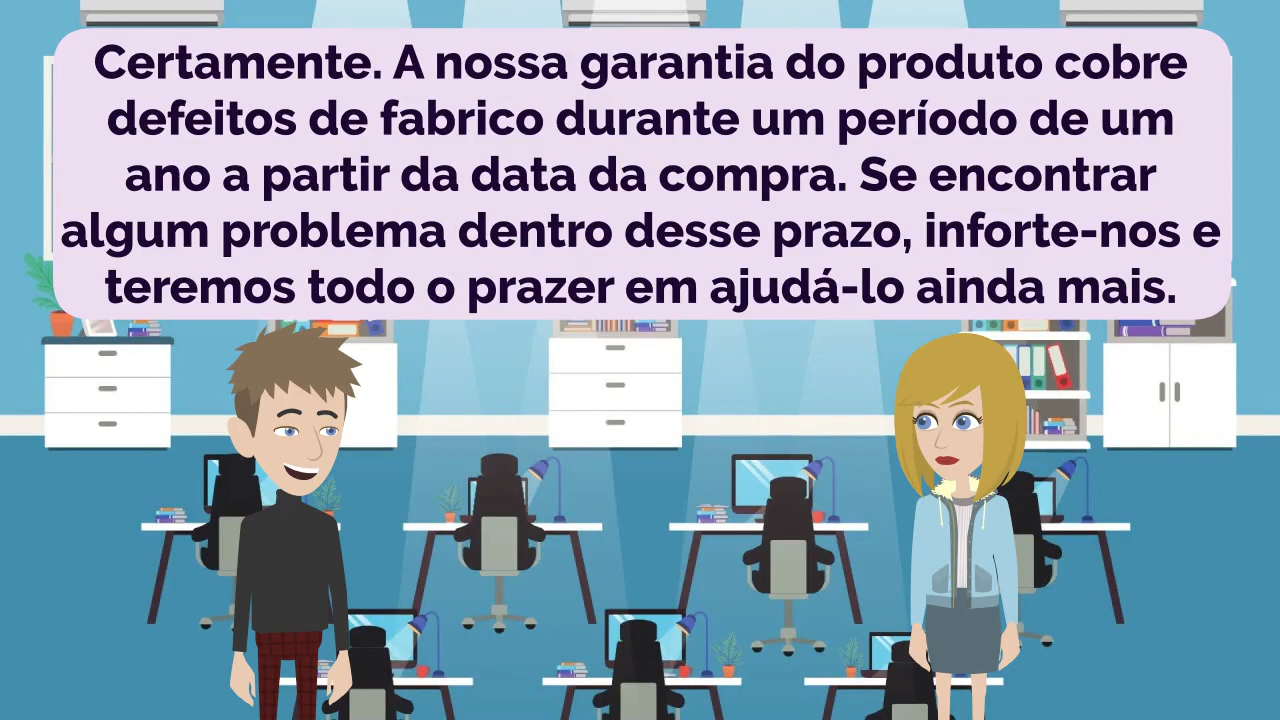 Certamente. A nossa garantia do produto cobre
defeitos de fabrico durante um período de um
ano a partir da data da compra. Se encontrar
algum problema dentro desse prazo, inforte-nos e
teremos todo o prazer em ajudá-lo ainda mais.